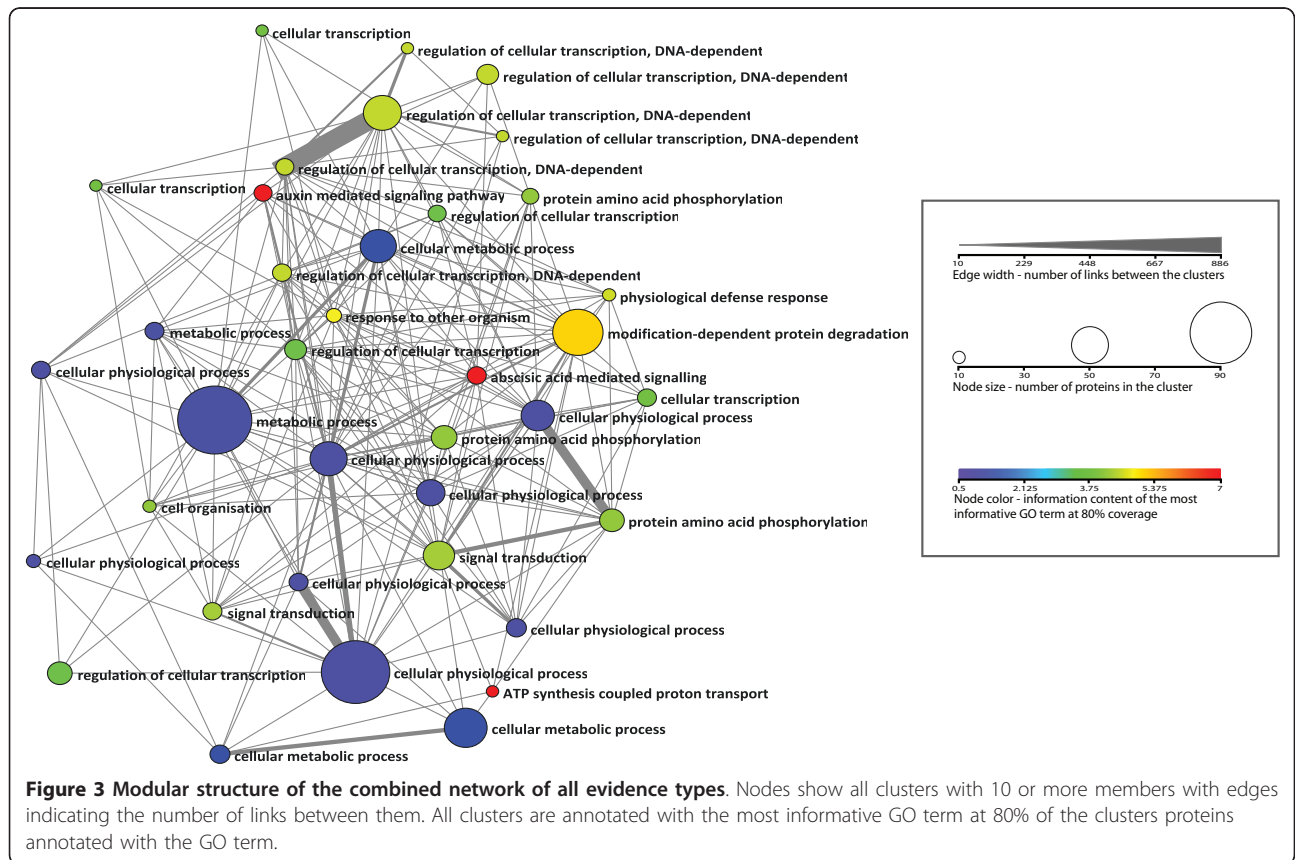 cellular transcription
regulation of cellular transcription, DNA-dependent
regulation of cellular transcription, DNA-dependent
regulation of cellular transcription, DNA-dependent
regulation of cellular transcription, DNA-dependent
regulation of cellular transcription, DNA-dependent
cellular transcription
auxin mediated signaling pathway
protein amino acid phosphorylation
regulation of cellular transcription
cellular metabolic process
regulation of cellular transcription, DNA-dependent
physiological defense response
response to other organism
metabolic process
modification-dependent protein degradation
regulation of cellular transcription
cellular physiological process
abscisic acid mediated signalling
cellular transcription
cellular physiological process
metabolic process
protein amino acid phosphorylation
cellular physiological process
cellular physiological process
cell organisation
protein amino acid phosphorylation
signal transduction
cellular physiological process
cellular physiological process
signal transduction
cellular physiological process
regulation of cellular transcription
cellular physiological process
ATP synthesis coupled proton transport
cellular metabolic process
cellular metabolic process
10 229 448 667 886
Edge width - number of links between the clusters
10 30 50 70 90
Node size - number of proteins in the cluster
0.5 2.125 3.75 5.375 7
Node color - information content of the most
informative GO term at 80% coverage
Figure 3 Modular structure of the combined network of all evidence types. Nodes show all clusters with 10 or more members with edges
indicating the number of links between them. All clusters are annotated with the most informative GO term at 80% of the clusters proteins
annotated with the GO term.